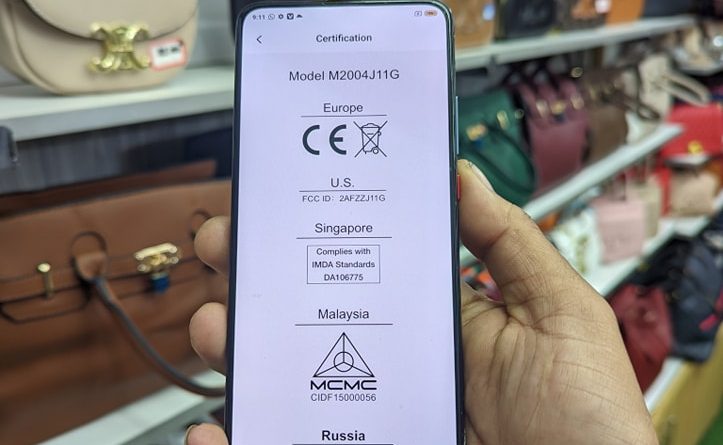 9:11
Certification
Model M2004J11G
Europe
CE
U.S.
FCC ID: 2AFZZJ11G
Singapore
Complies with
IMDA Standards
DA106775
Malaysia
MCMC
CIDF15000056
Russia